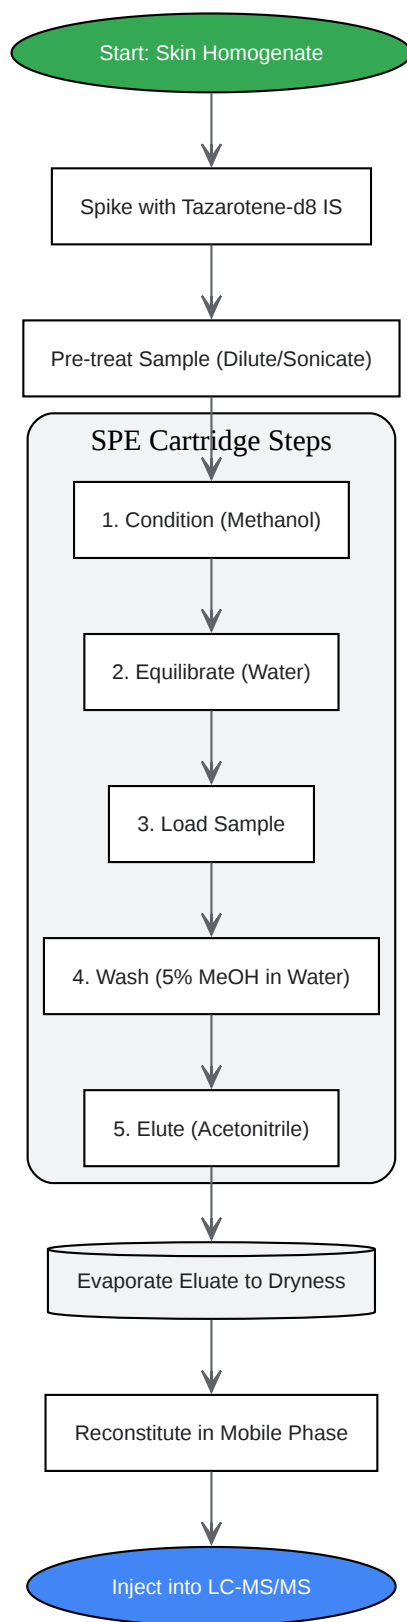 Start: Skin Homogenate
Spike with Tazarotene-d8 IS
Pre-treat Sample (Dilute/Sonicate)
SPE Cartridge Steps
1. Condition (Methanol)
2. Equilibrate (Water)
3. Load Sample
4. Wash (5% MeOH in Water)
5. Elute (Acetonitrile)
Evaporate Eluate to Dryness
Reconstitute in Mobile Phase
Inject into LC-MS/MS